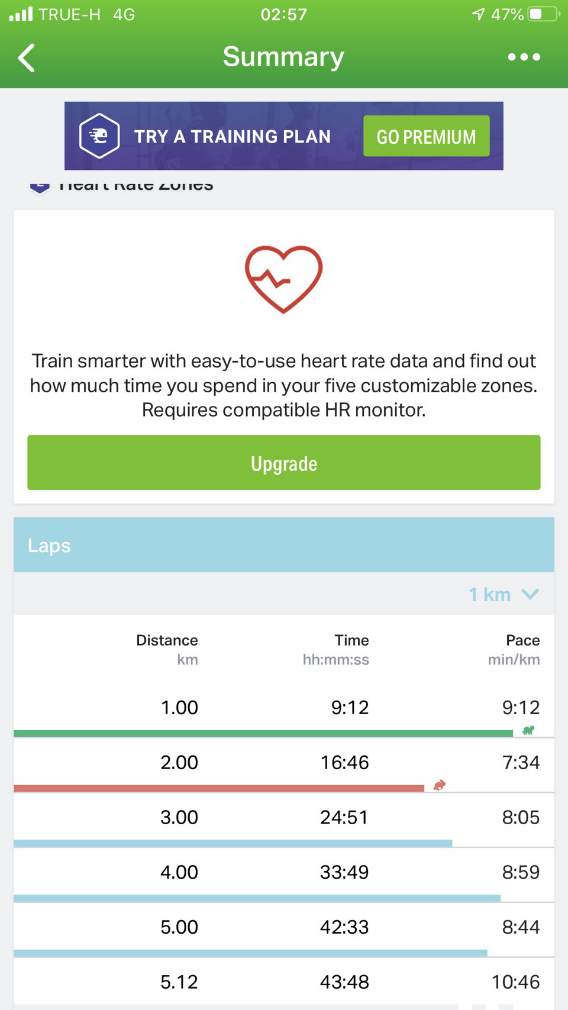 TRUE-H 4G 02:57 47%
Summary
TRY A TRAINING PLAN GO PREMIUM
Heart Rate Zones
Train smarter with easy-to-use heart rate data and find out
how much time you spend in your five customizable zones.
Requires compatible HR monitor.
Upgrade
Laps
1 km
Distance Time Pace
km hh:mm:ss min/km
1.00 9:12 9:12
2.00 16:46 7:34
3.00 24:51 8:05
4.00 33:49 8:59
5.00 42:33 8:44
5.12 43:48 10:46